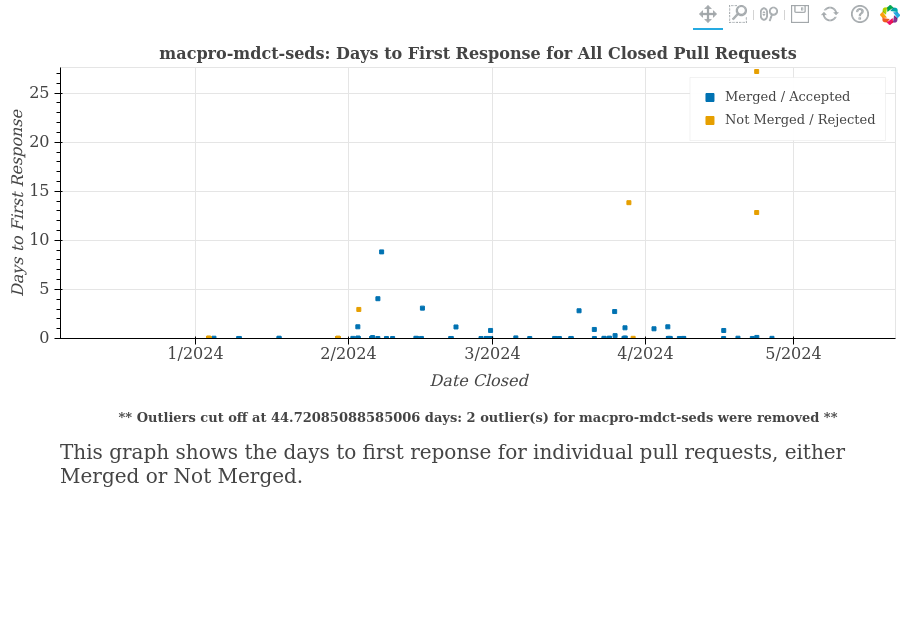 macpro-mdct-seds: Days to First Response for All Closed Pull Requests
Merged / Accepted
Not Merged / Rejected
Days to First Response
25
20
15
10
5
0
1/2024
2/2024
3/2024
4/2024
5/2024
Date Closed
** Outliers cut off at 44.72085088585006 days: 2 outlier(s) for macpro-mdct-seds were removed **
This graph shows the days to first reponse for individual pull requests, either
Merged or Not Merged.